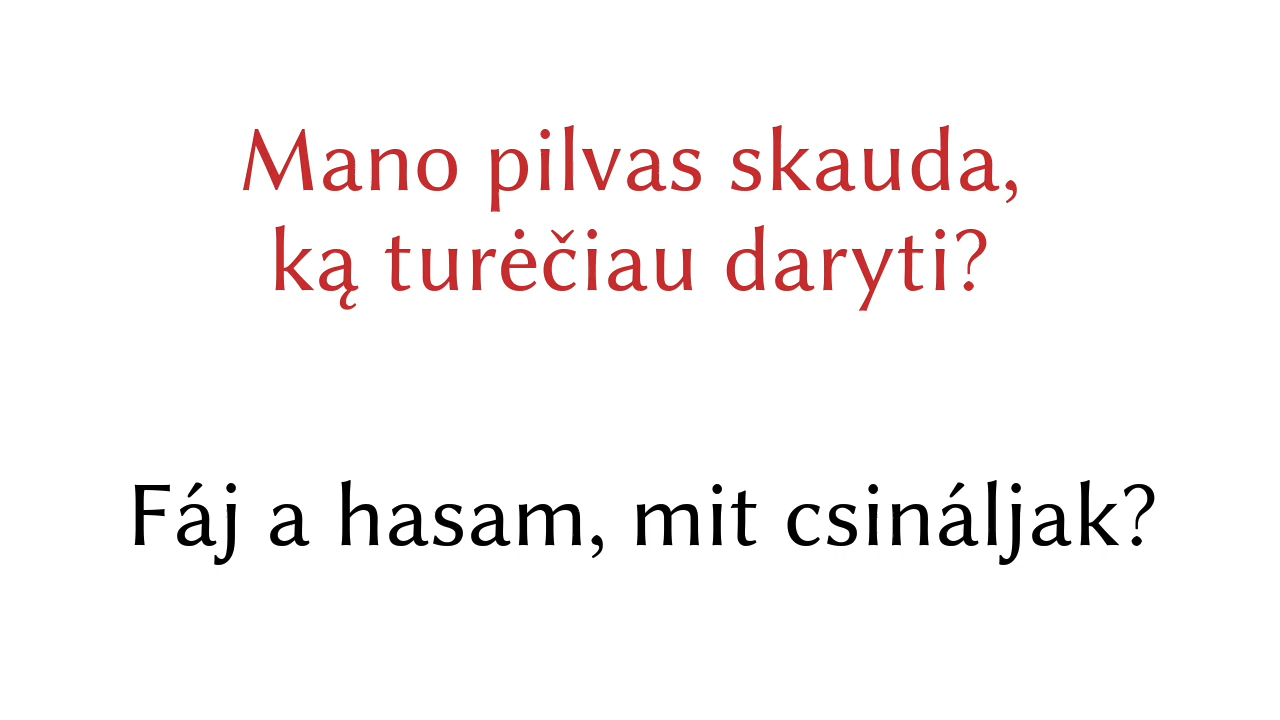 Mano pilvas skauda,
ką turėčiau daryti?
Fáj a hasam, mit csináljak?